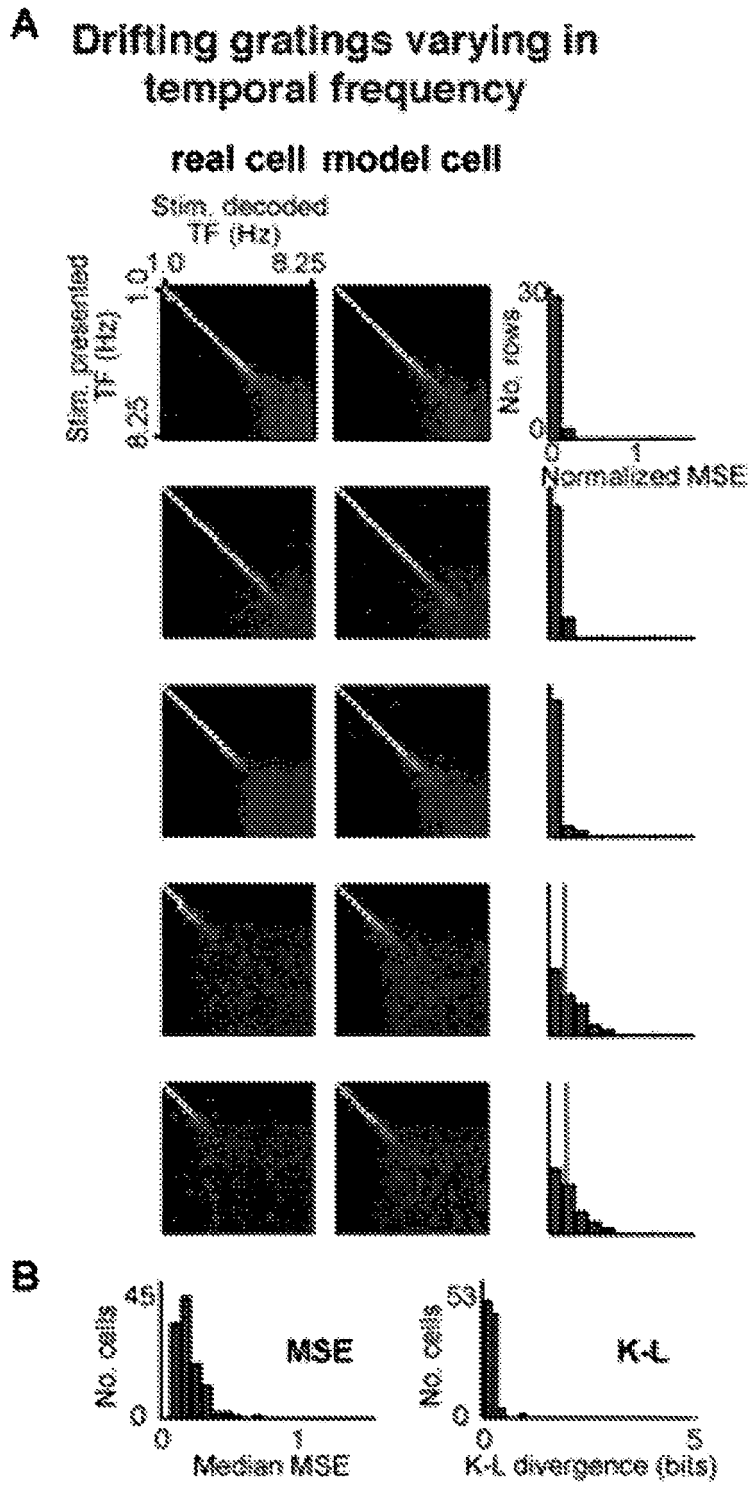 A
Drifting gratings varying in
temporal frequency
real cell model cell
Stim. decoded
TF (Hz)
1.0 8.25
Stim. presented
TF (Hz)
1.0
8.25
No. rows
30
0
0 1
Normalized MSE
B
No. cells
45
0
MSE
0 1
Median MSE
No. cells
53
0
K-L
0 5
K-L divergence (bits)